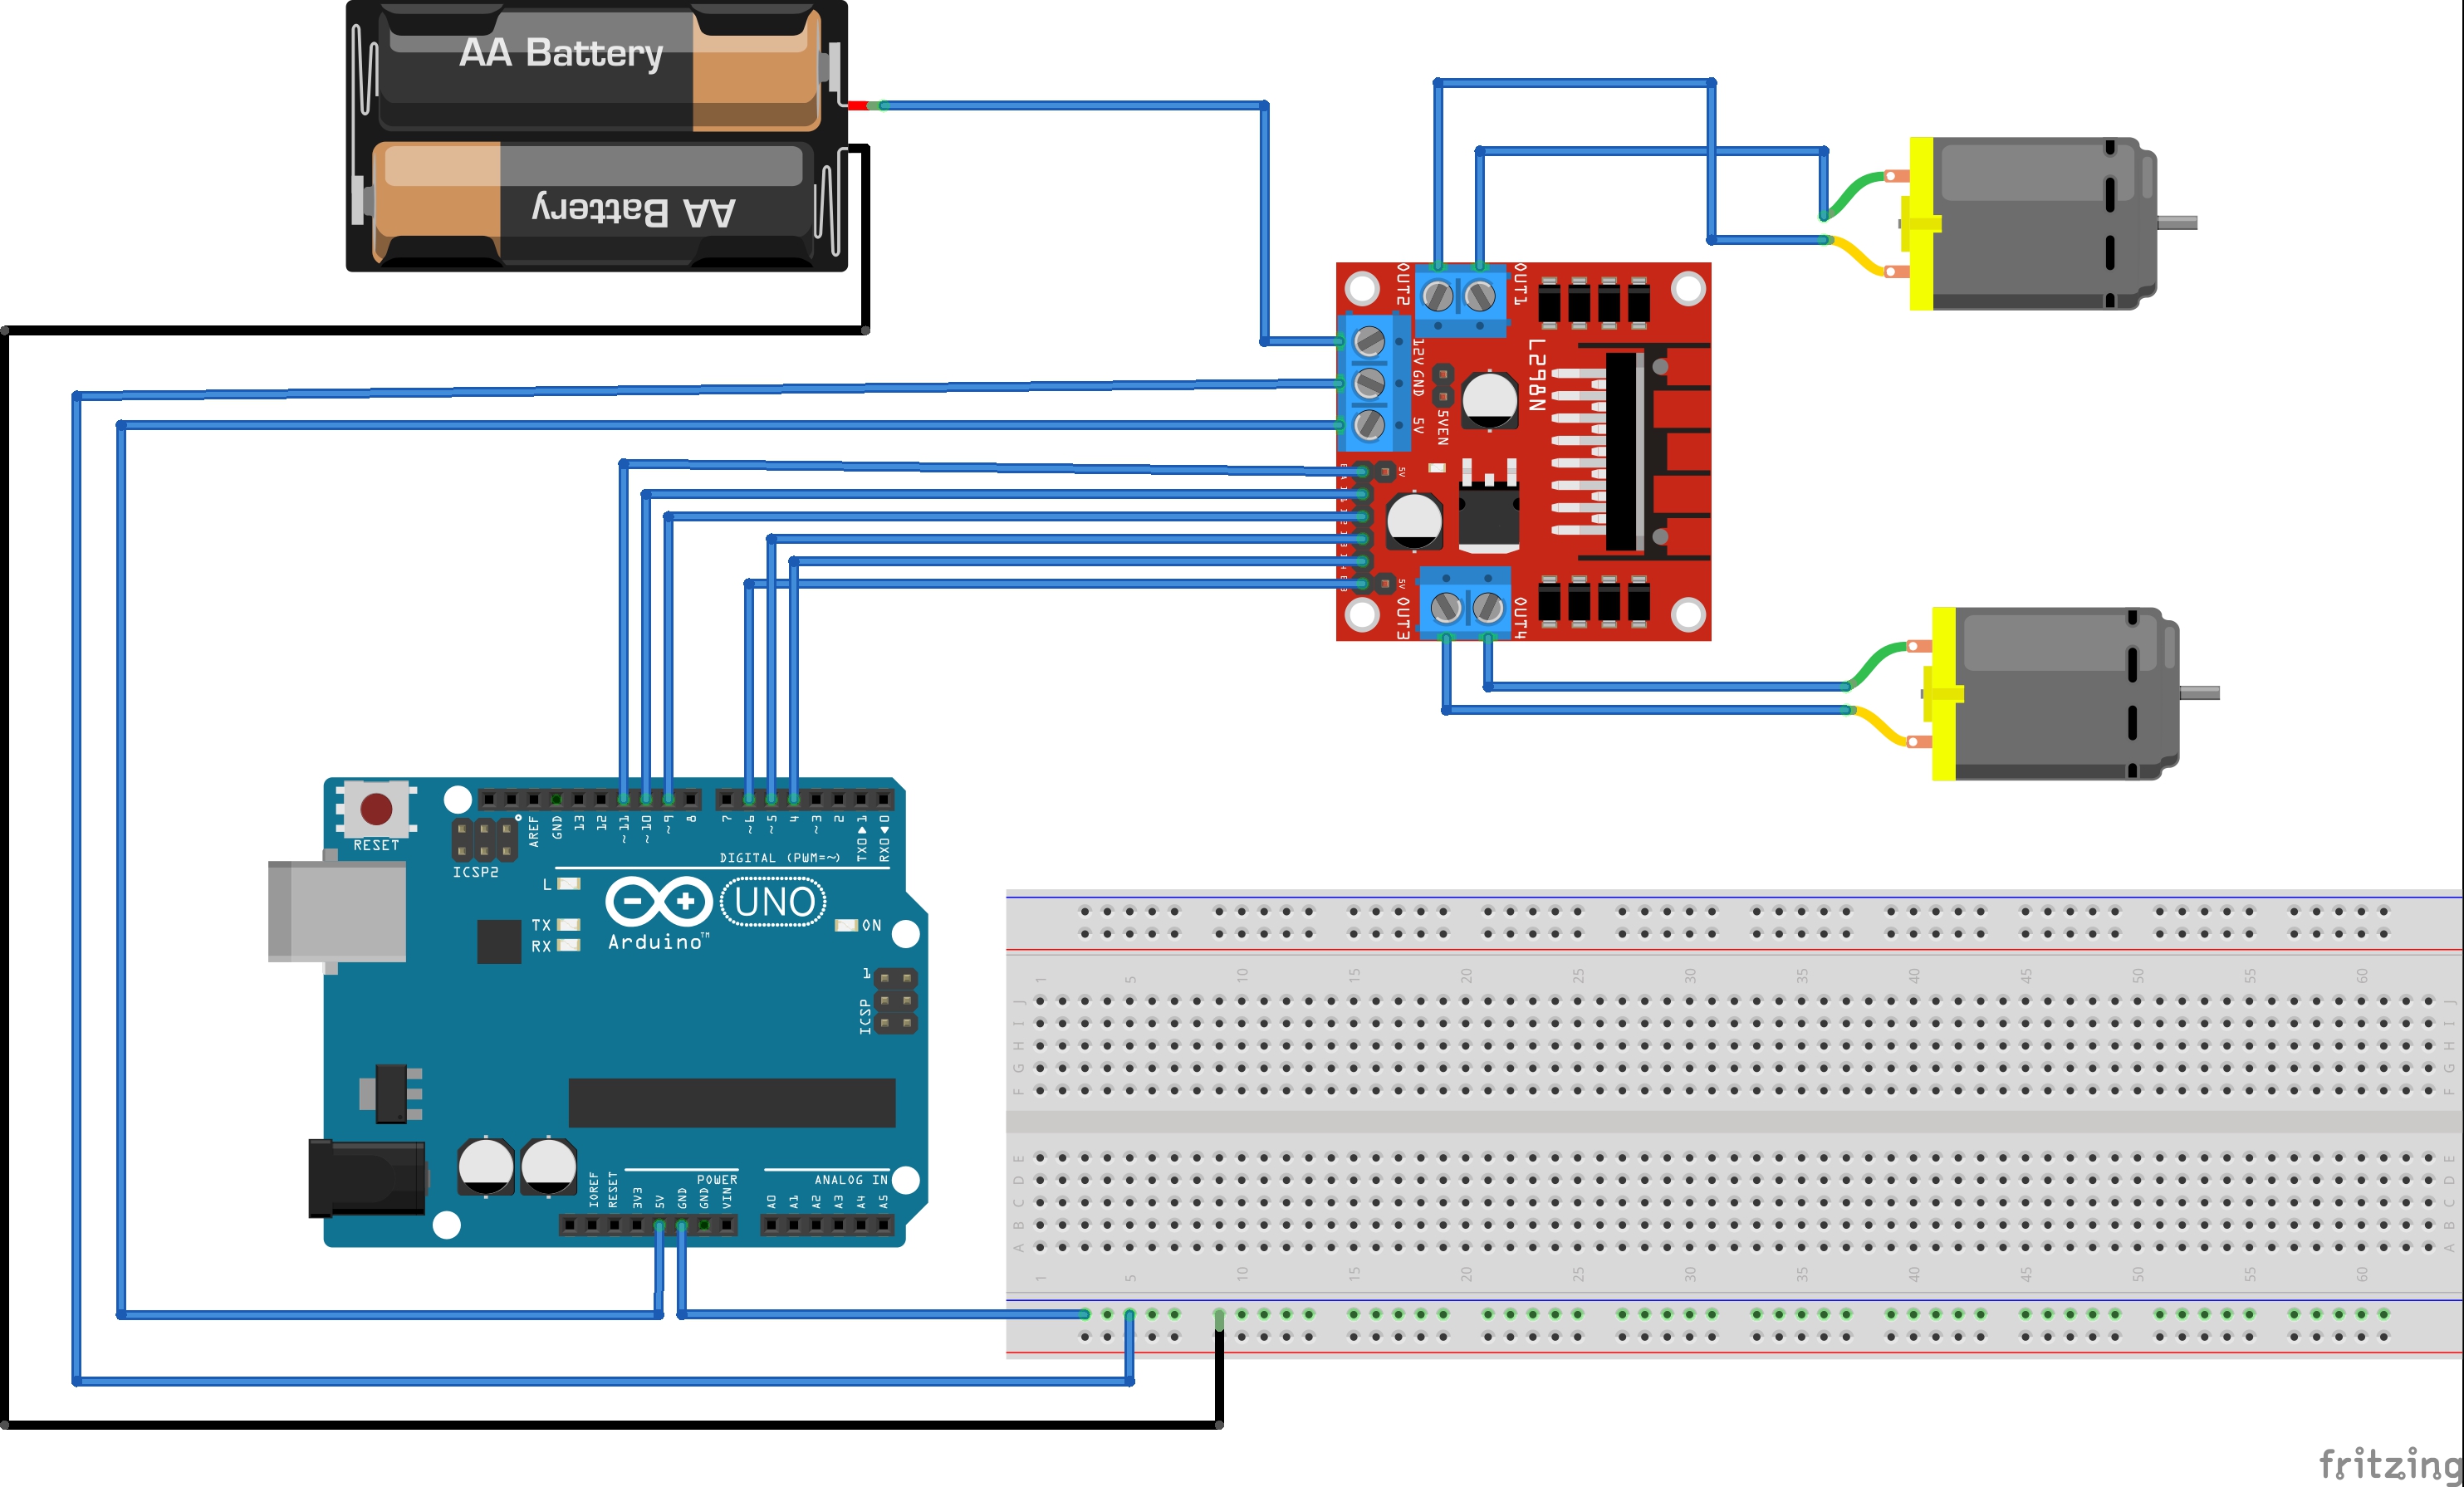 AA Battery
AA Battery
OUT2
OUT1
12V
GND
5V
5VEN
L298N
5V
5V
OUT3
OUT4
RESET
ICSP2
AREF
GND
13
12
~11
~10
~9
8
7
~6
~5
4
~3
2
TX0▶1
RX0◀0
DIGITAL (PWM=~)
L
TX
RX
Arduino™
UNO
ON
1
ICSP
IOREF
RESET
3V3
5V
GND
GND
VIN
POWER
ANALOG IN
A0
A1
A2
A3
A4
A5
1 5 10 15 20 25 30 35 40 45 50 55 60
J J
I I
H H
G G
F F
E E
D D
C C
B B
A A
1 5 10 15 20 25 30 35 40 45 50 55 60
fritzing